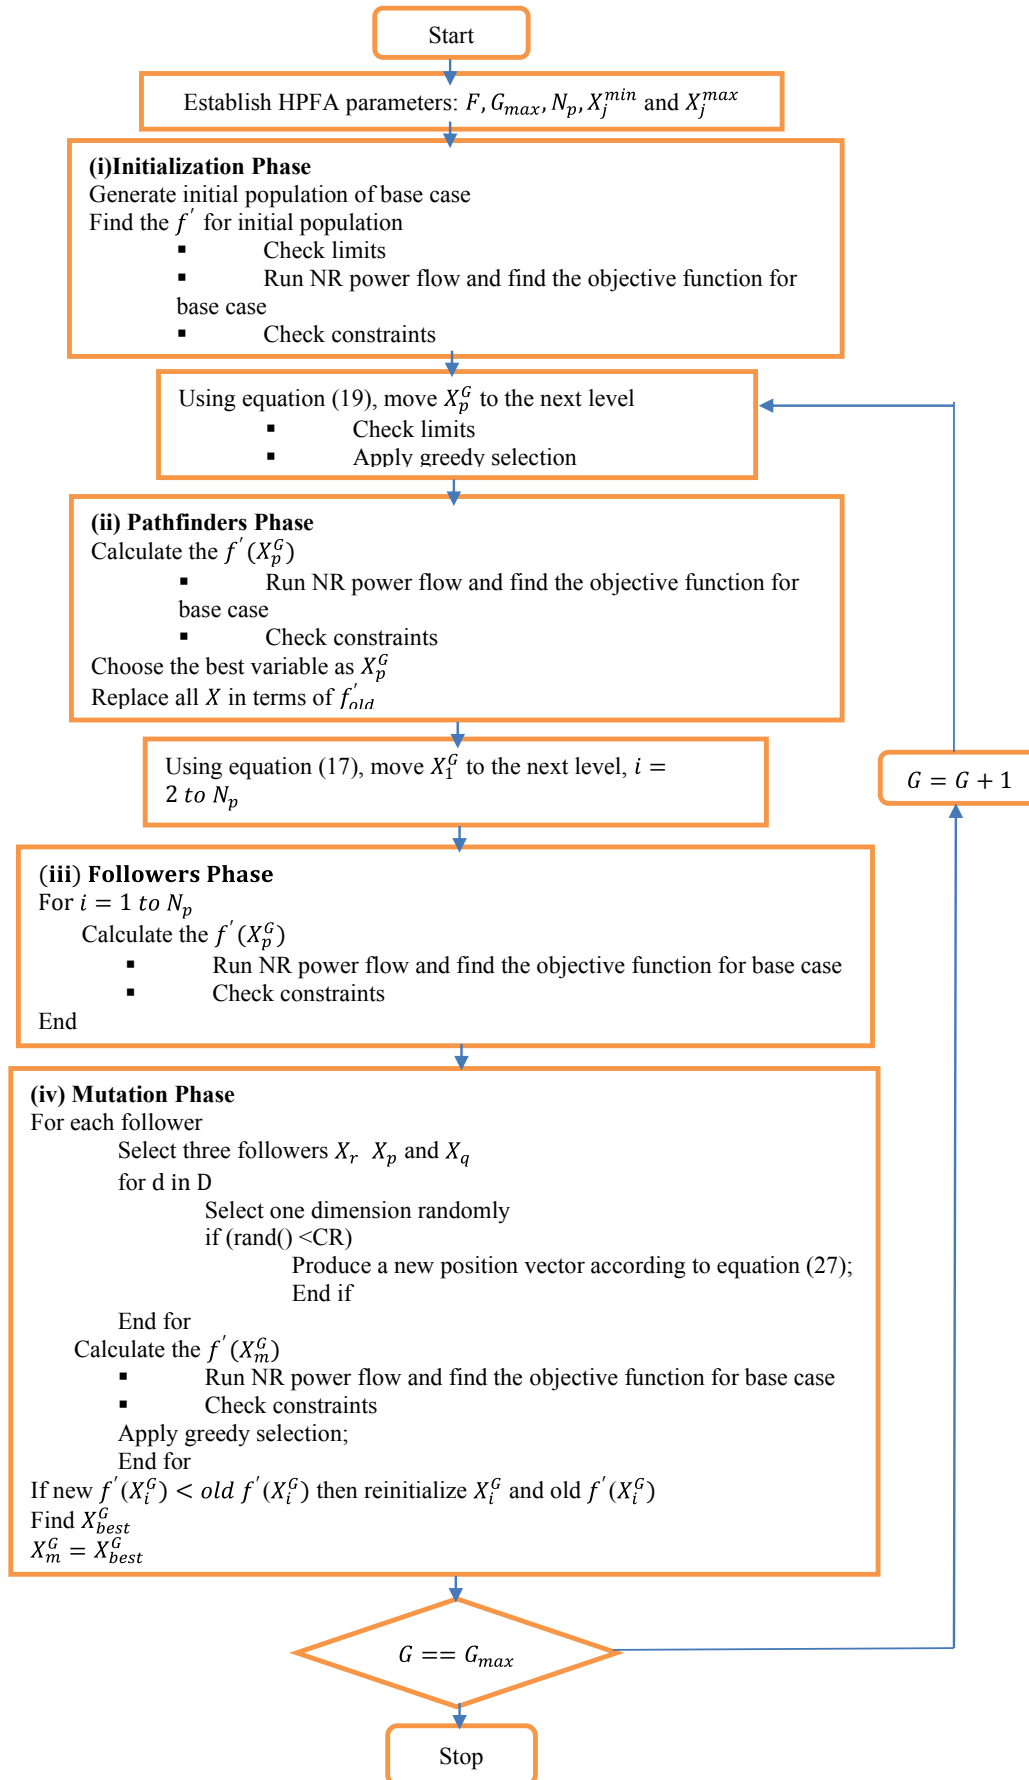 Start
Establish HPFA parameters: F, G_max, N_p, X_j^min and X_j^max
(i)Initialization Phase
Generate initial population of base case
Find the f' for initial population
▪ Check limits
▪ Run NR power flow and find the objective function for
base case
▪ Check constraints
Using equation (19), move X_p^G to the next level
▪ Check limits
▪ Apply greedy selection
(ii) Pathfinders Phase
Calculate the f'(X_p^G)
▪ Run NR power flow and find the objective function for
base case
▪ Check constraints
Choose the best variable as X_p^G
Replace all X in terms of f'_old
Using equation (17), move X_1^G to the next level, i =
2 to N_p
G = G + 1
(iii) Followers Phase
For i = 1 to N_p
Calculate the f'(X_p^G)
▪ Run NR power flow and find the objective function for base case
▪ Check constraints
End
(iv) Mutation Phase
For each follower
Select three followers X_r X_p and X_q
for d in D
Select one dimension randomly
if (rand() <CR)
Produce a new position vector according to equation (27);
End if
End for
Calculate the f'(X_m^G)
▪ Run NR power flow and find the objective function for base case
▪ Check constraints
Apply greedy selection;
End for
If new f'(X_i^G) < old f'(X_i^G) then reinitialize X_i^G and old f'(X_i^G)
Find X_best^G
X_m^G = X_best^G
G == G_max
Stop